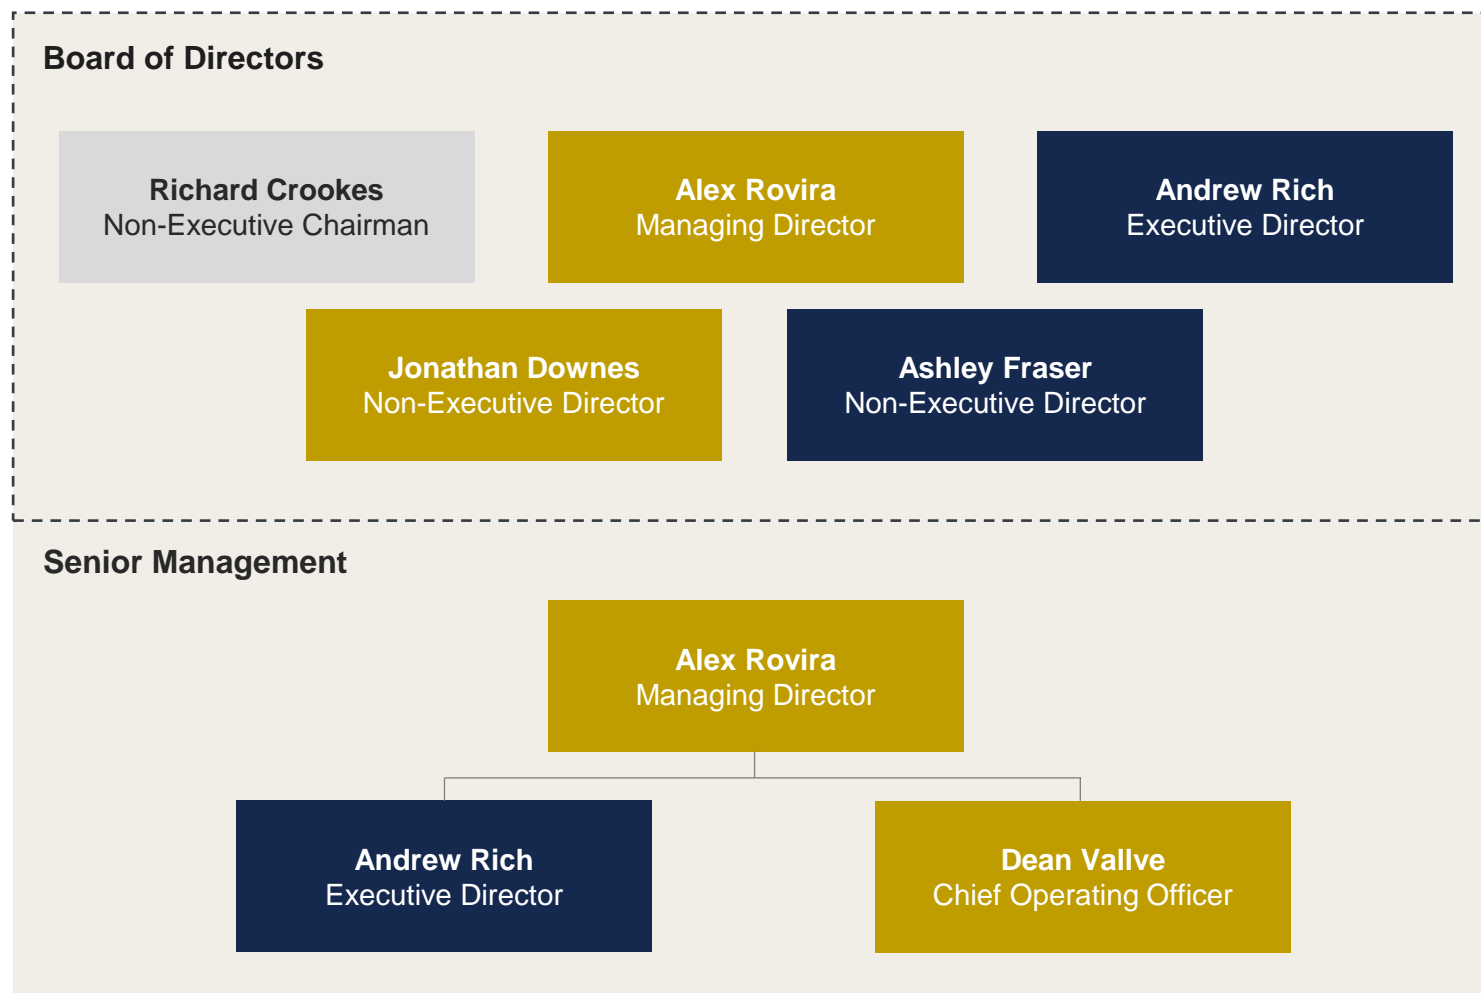 Board of Directors
Richard Crookes
Non-Executive Chairman
Alex Rovira
Managing Director
Andrew Rich
Executive Director
Jonathan Downes
Non-Executive Director
Ashley Fraser
Non-Executive Director
Senior Management
Alex Rovira
Managing Director
Andrew Rich
Executive Director
Dean Vallve
Chief Operating Officer